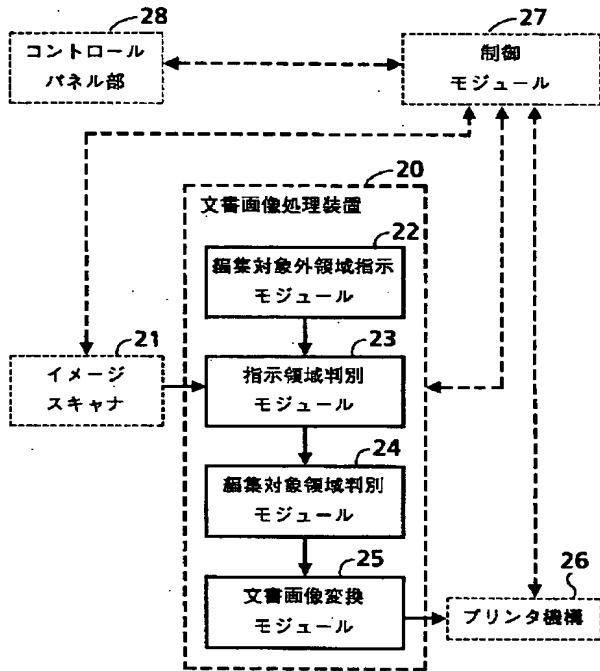 28
コントロール
パネル部
27
制御
モジュール
20
文書画像処理装置
22
編集対象外領域指示
モジュール
21
イメージ
スキャナ
23
指示領域判別
モジュール
24
編集対象領域判別
モジュール
25
文書画像変換
モジュール
26
プリンタ機構